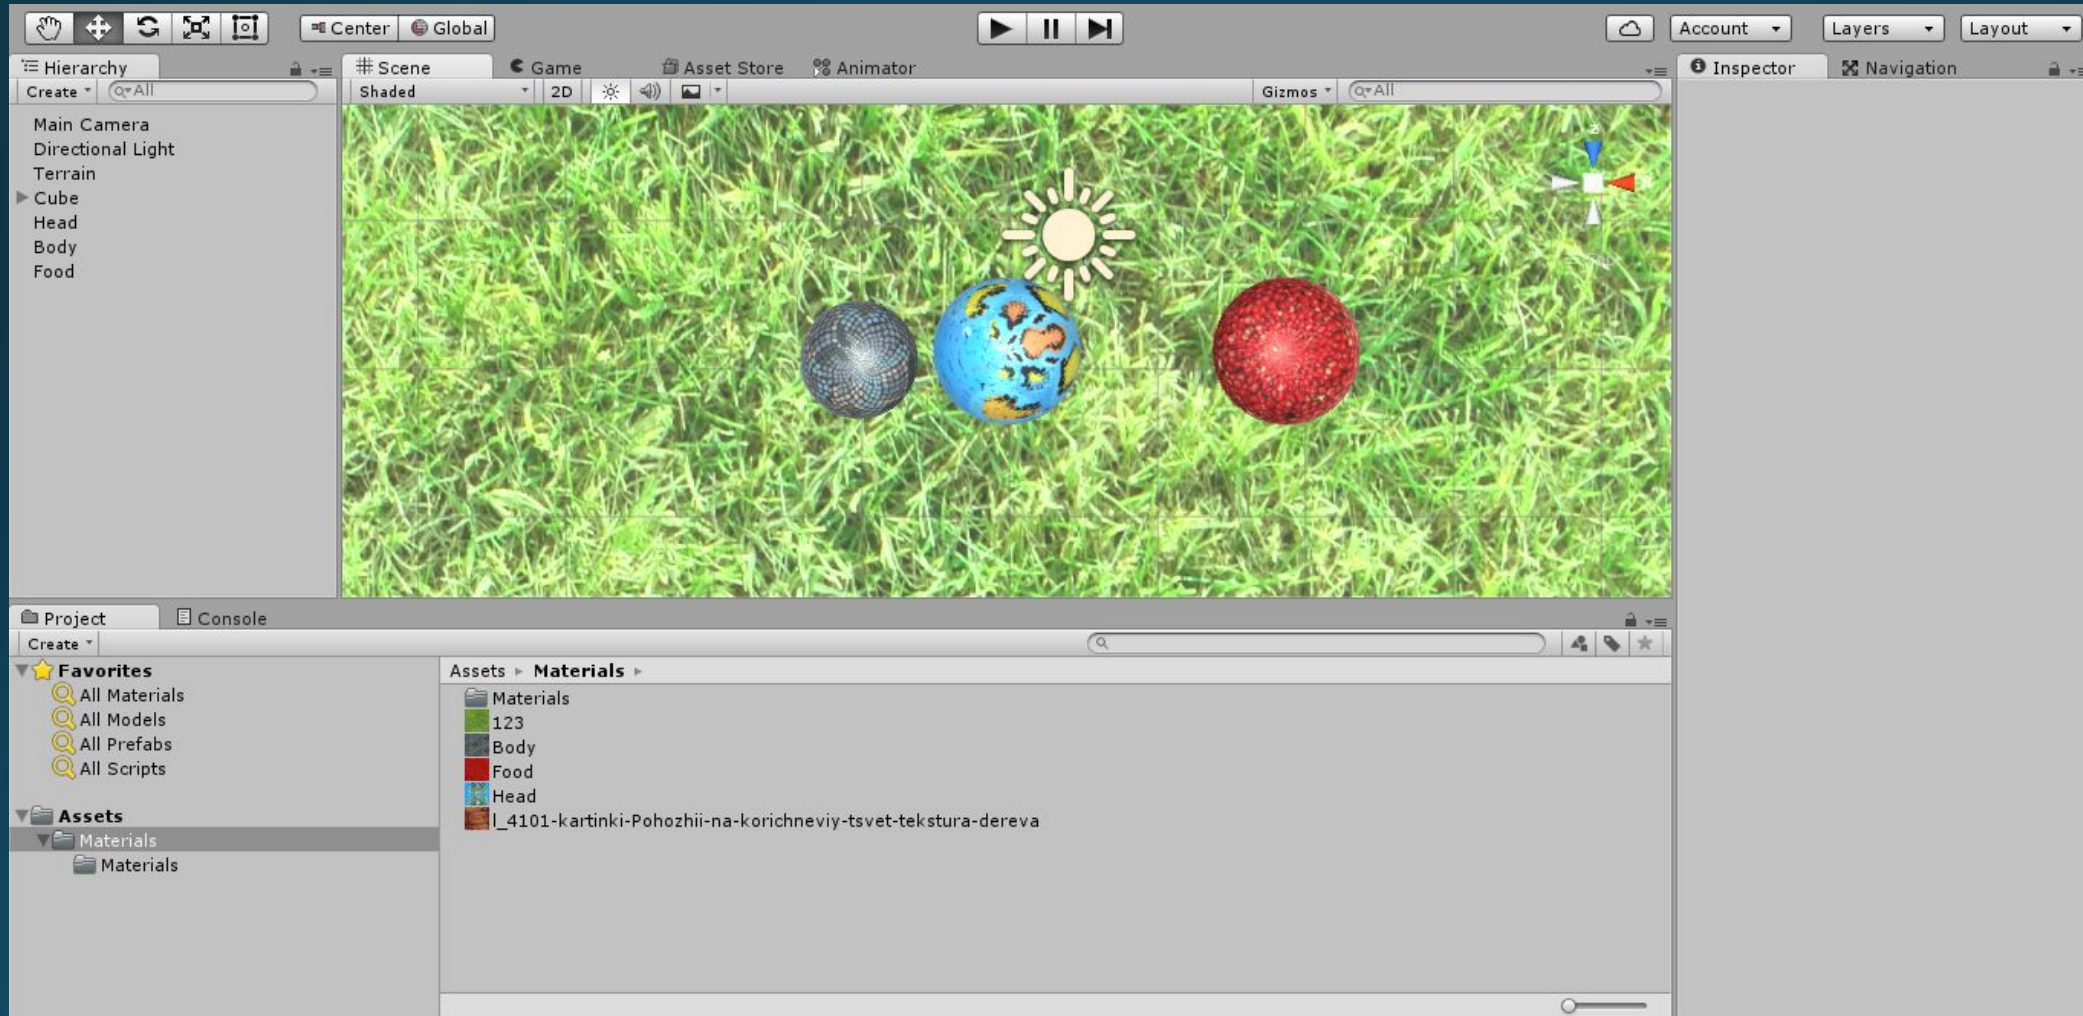 Center Global Account Layers Layout
Hierarchy
Create All
Main Camera
Directional Light
Terrain
Cube
Head
Body
Food
Scene Game Asset Store Animator
Shaded 2D Gizmos All
Inspector Navigation
Project Console
Create
Favorites
All Materials
All Models
All Prefabs
All Scripts
Assets
Materials
Materials
Assets Materials
Materials
123
Body
Food
Head
l_4101-kartinki-Pohozhii-na-korichneviy-tsvet-tekstura-dereva